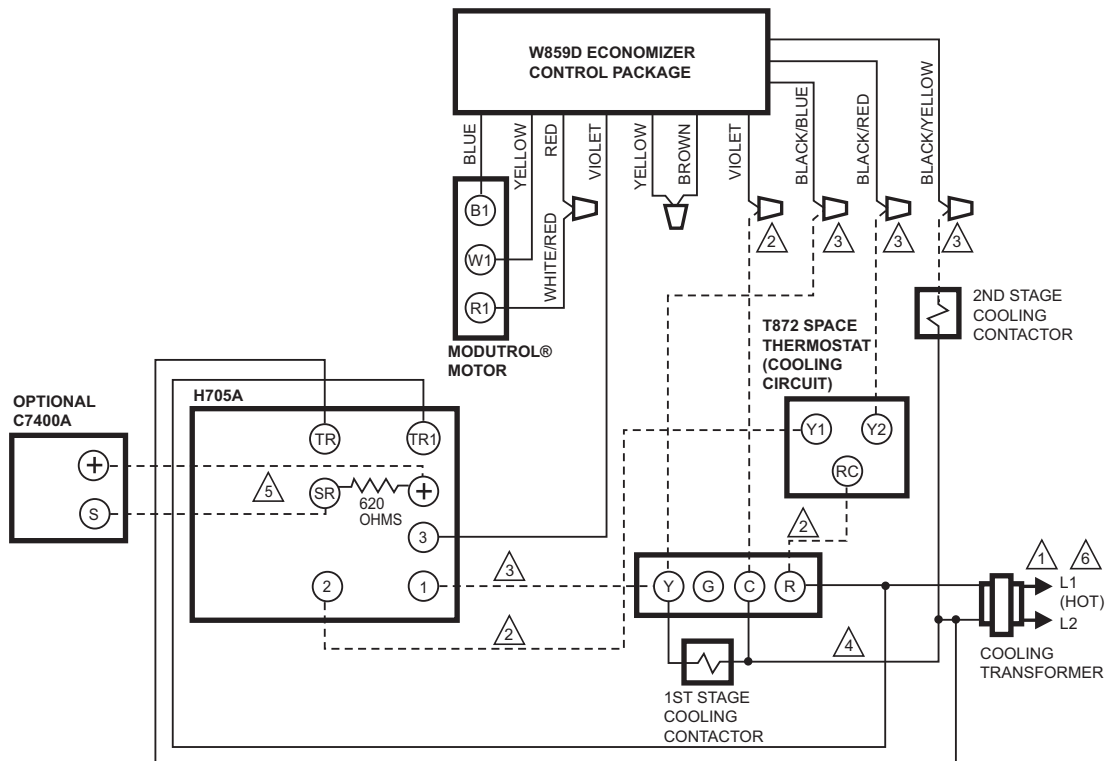 W859D ECONOMIZER
CONTROL PACKAGE
BLUE
YELLOW
RED
VIOLET
YELLOW
BROWN
VIOLET
BLACK/BLUE
BLACK/RED
BLACK/YELLOW
WHITE/RED
B1
W1
R1
MODUTROL®
MOTOR
2
3
3
3
2ND STAGE
COOLING
CONTACTOR
T872 SPACE
THERMOSTAT
(COOLING
CIRCUIT)
Y1
Y2
RC
OPTIONAL
C7400A
+
S
H705A
TR
TR1
SR
+
620
OHMS
3
2
1
5
3
2
2
Y
G
C
R
4
1ST STAGE
COOLING
CONTACTOR
1
6
L1
(HOT)
L2
COOLING
TRANSFORMER